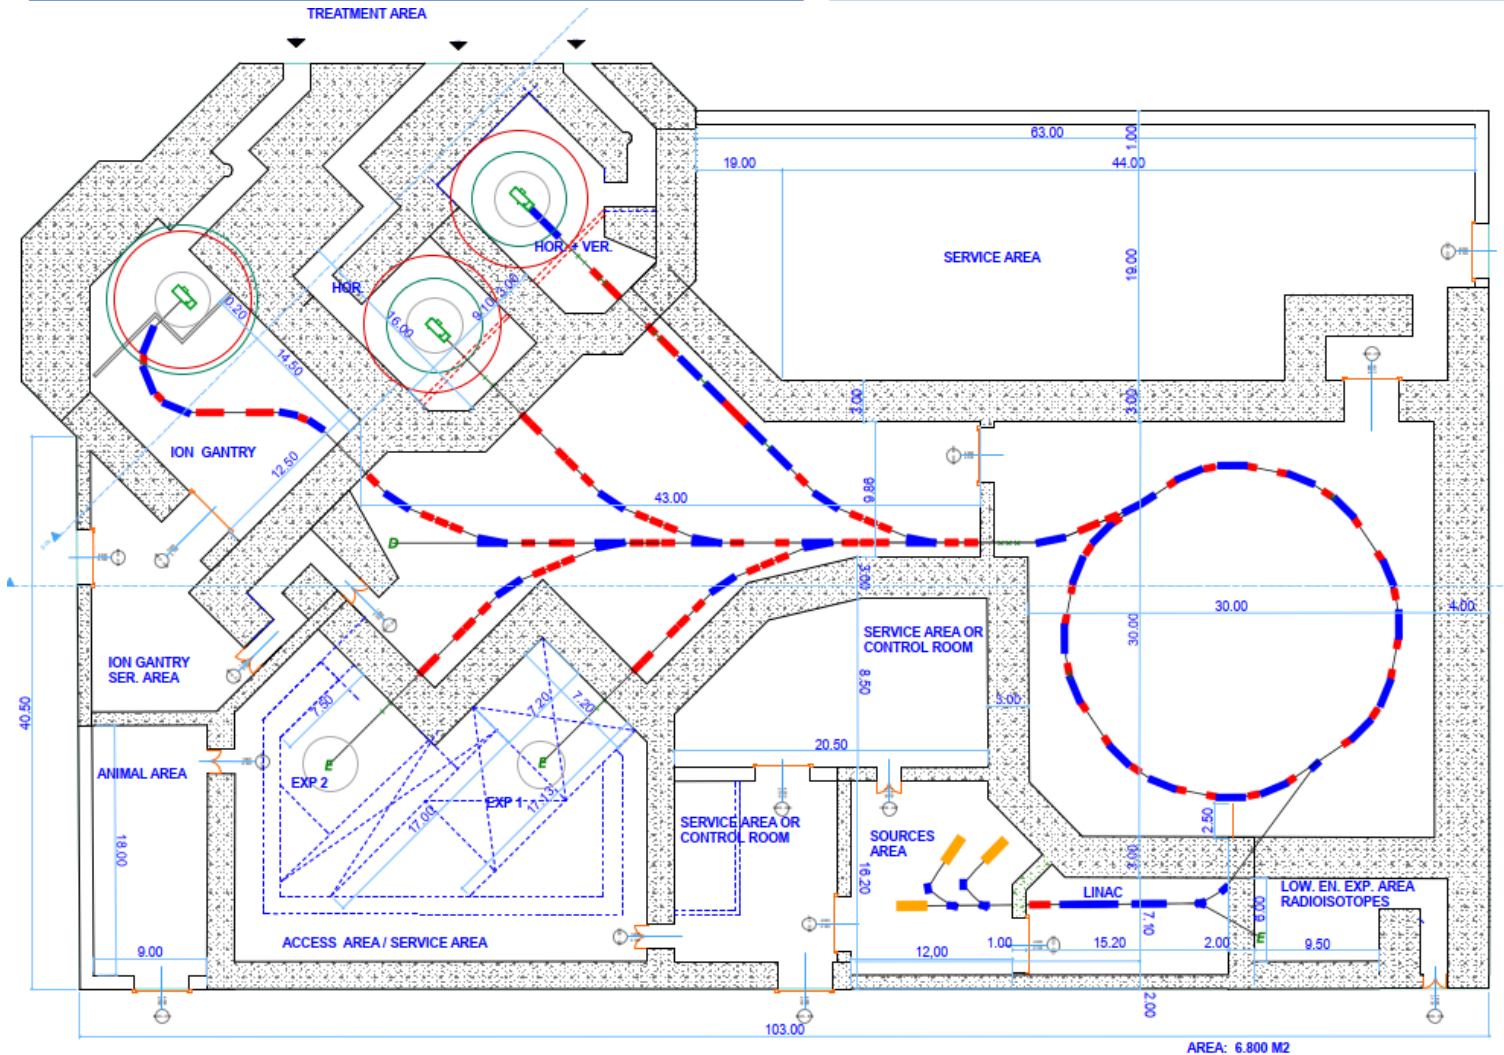 TREATMENT AREA
63.00
1.00
19.00
44.00
HOR. + VER.
SERVICE AREA
19.00
HOR.
3.00
9.10
16.00
0.20
14.50
3.00
3.00
ION GANTRY
12.50
43.00
6.86
D
3.00
30.00
4.00
30.00
SERVICE AREA OR
CONTROL ROOM
ION GANTRY
SER. AREA
8.50
40.50
7.50
7.20
7.20
3.00
20.50
ANIMAL AREA
E
E
EXP 2
EXP 1
17.00
17.13
SERVICE AREA OR
CONTROL ROOM
2.50
SOURCES
AREA
18.00
3.00
16.20
LINAC
LOW. EN. EXP. AREA
RADIOISOTOPES
9.00
7.10
E
ACCESS AREA / SERVICE AREA
9.00
12,00
1.00
15.20
2.00
9.50
2.00
103.00
AREA: 6.800 M2